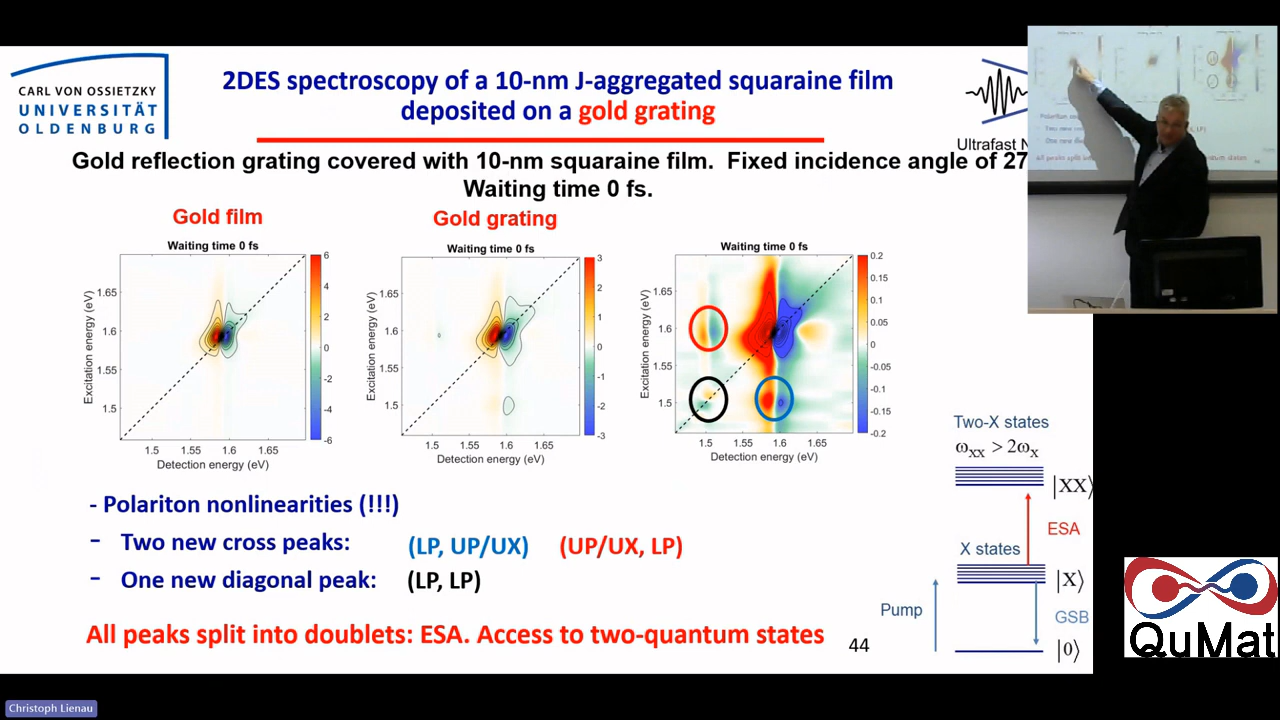 CARL VON OSSIETZKY
UNIVERSITÄT
OLDENBURG
2DES spectroscopy of a 10-nm J-aggregated squaraine film
deposited on a gold grating
Ultrafast N
Gold reflection grating covered with 10-nm squaraine film. Fixed incidence angle of 27
Waiting time 0 fs.
Gold film
Gold grating
Waiting time 0 fs
Excitation energy (eV)
1.65
1.6
1.55
1.5
1.5
1.55
1.6
1.65
Detection energy (eV)
6
4
2
0
-2
-4
-6
Waiting time 0 fs
Excitation energy (eV)
1.65
1.6
1.55
1.5
1.5
1.55
1.6
1.65
Detection energy (eV)
3
2
1
0
-1
-2
-3
Waiting time 0 fs
Excitation energy (eV)
1.65
1.6
1.55
1.5
1.5
1.55
1.6
1.65
Detection energy (eV)
0.2
0.15
0.1
0.05
0
-0.05
-0.1
-0.15
-0.2
- Polariton nonlinearities (!!!)
- Two new cross peaks: (LP, UP/UX) (UP/UX, LP)
- One new diagonal peak: (LP, LP)
All peaks split into doublets: ESA. Access to two-quantum states
44
Two-X states
ω_XX > 2ω_X
|XX⟩
ESA
X states
|X⟩
Pump
GSB
|0⟩
QuMat
Christoph Lienau